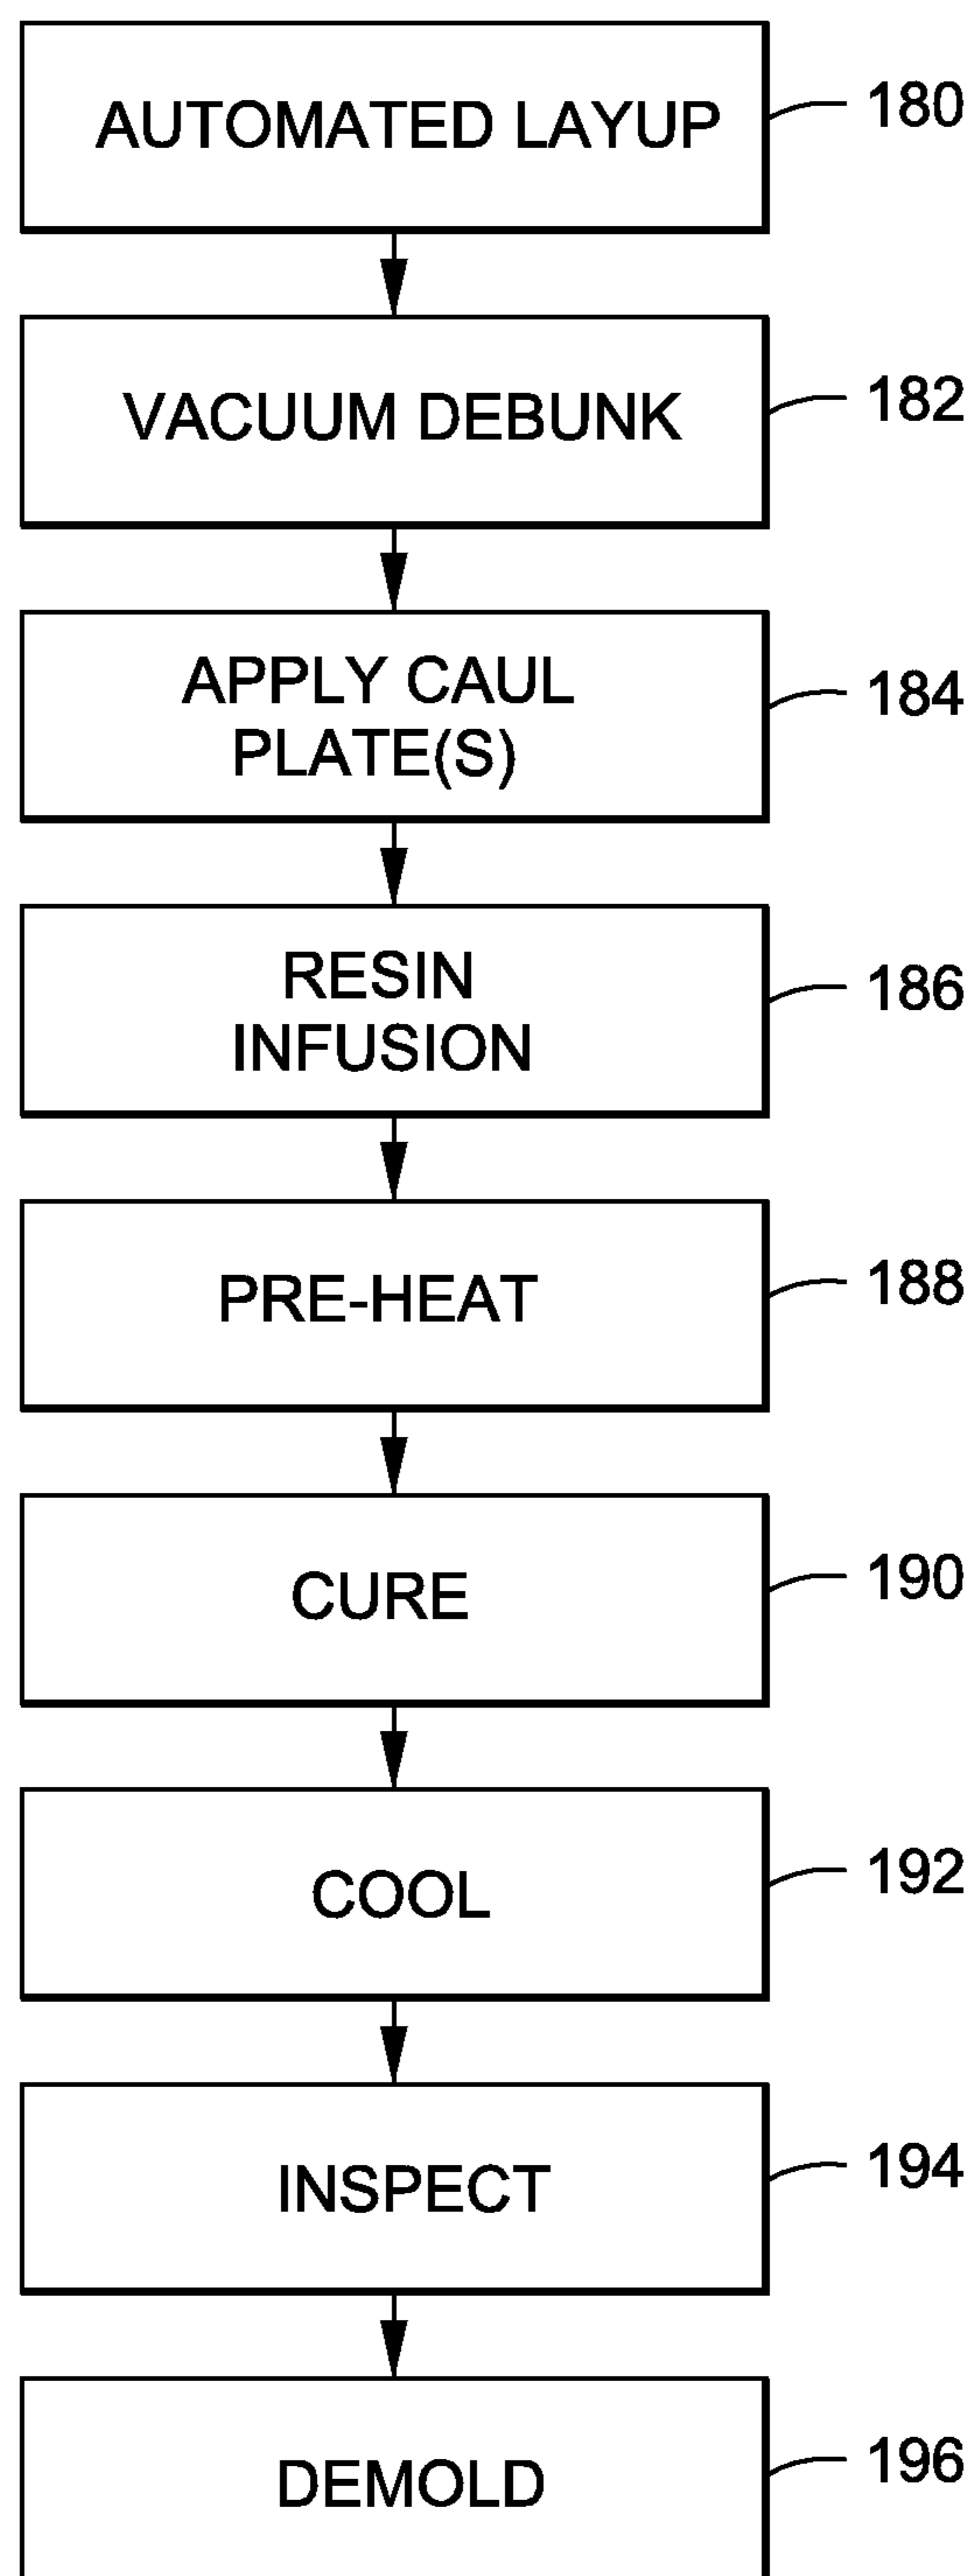 AUTOMATED LAYUP
180
VACUUM DEBUNK
182
APPLY CAUL
PLATE(S)
184
RESIN
INFUSION
186
PRE-HEAT
188
CURE
190
COOL
192
INSPECT
194
DEMOLD
196